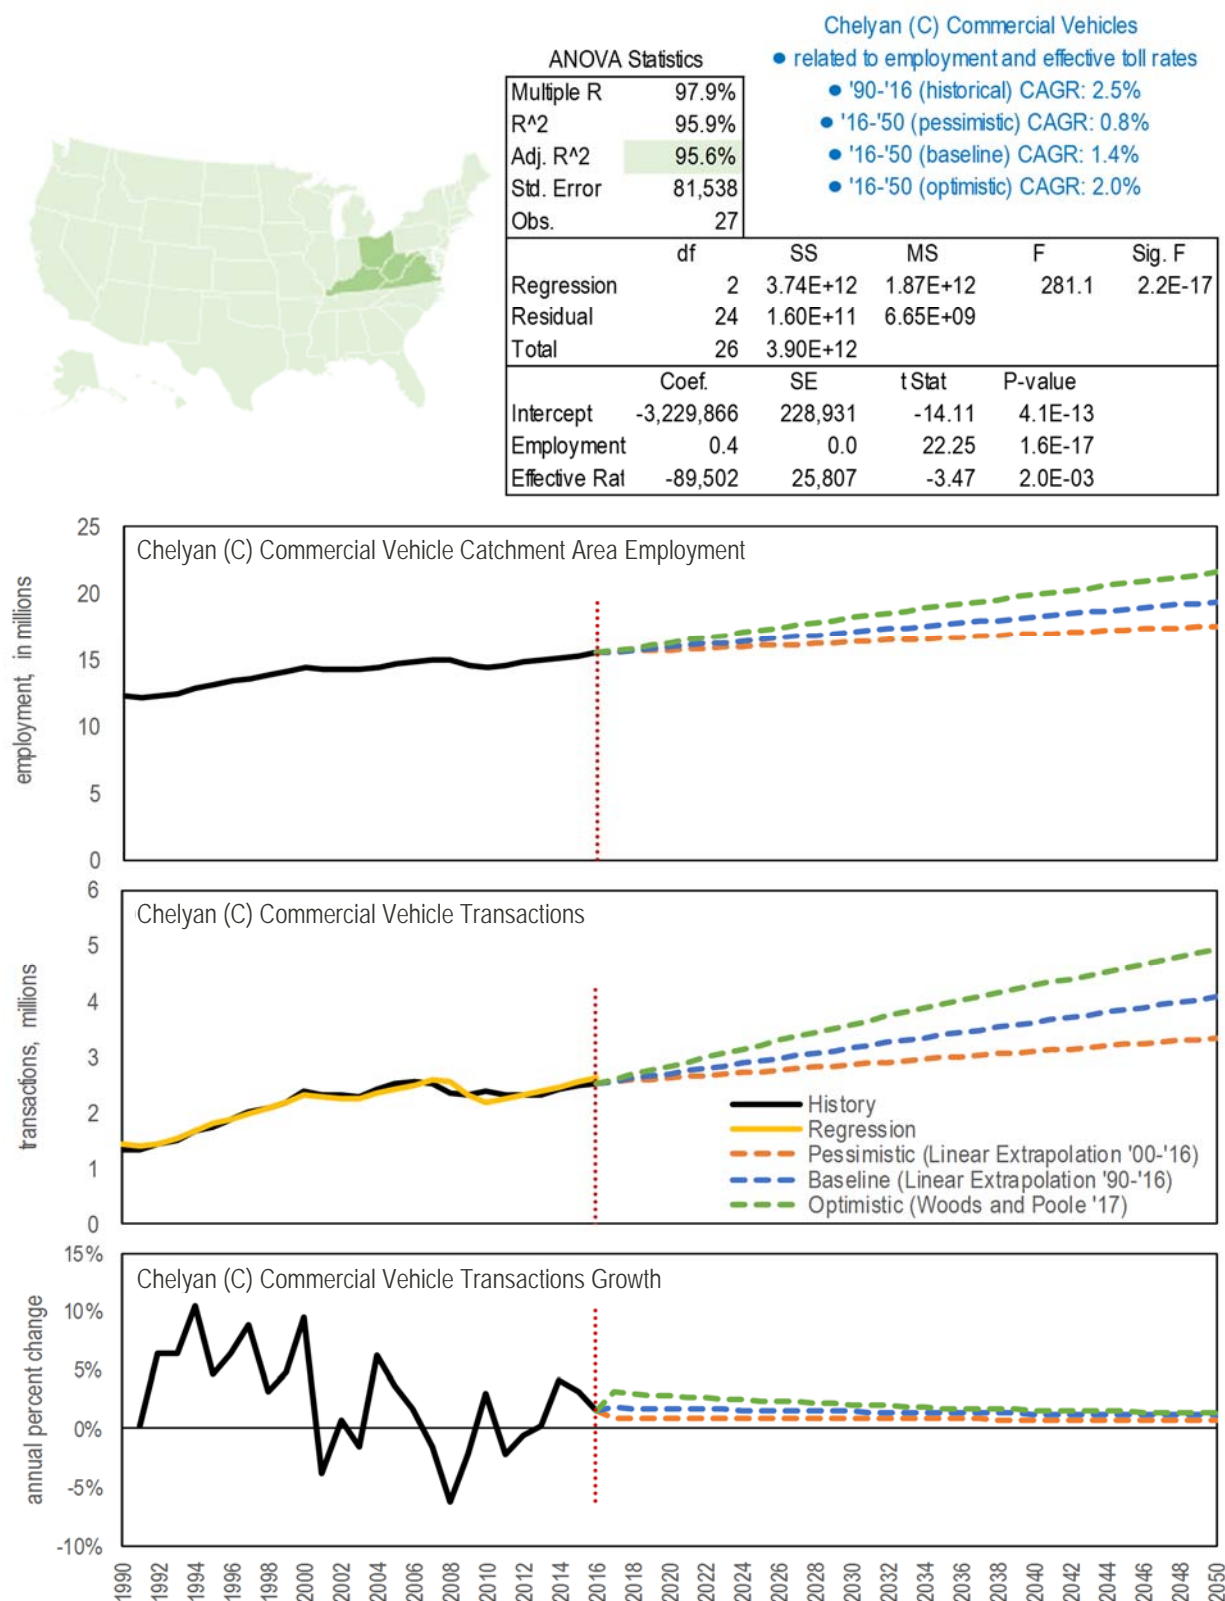 Chelyan (C) Commercial Vehicles
● related to employment and effective toll rates
● '90-'16 (historical) CAGR: 2.5%
● '16-'50 (pessimistic) CAGR: 0.8%
● '16-'50 (baseline) CAGR: 1.4%
● '16-'50 (optimistic) CAGR: 2.0%
ANOVA Statistics
Multiple R 97.9%
R^2 95.9%
Adj. R^2 95.6%
Std. Error 81,538
Obs. 27
df SS MS F Sig. F
Regression 2 3.74E+12 1.87E+12 281.1 2.2E-17
Residual 24 1.60E+11 6.65E+09
Total 26 3.90E+12
Coef. SE t Stat P-value
Intercept -3,229,866 228,931 -14.11 4.1E-13
Employment 0.4 0.0 22.25 1.6E-17
Effective Rat -89,502 25,807 -3.47 2.0E-03
Chelyan (C) Commercial Vehicle Catchment Area Employment
employment, in millions
25
20
15
10
5
0
Chelyan (C) Commercial Vehicle Transactions
transactions, millions
6
5
4
3
2
1
0
History
Regression
Pessimistic (Linear Extrapolation '00-'16)
Baseline (Linear Extrapolation '90-'16)
Optimistic (Woods and Poole '17)
Chelyan (C) Commercial Vehicle Transactions Growth
annual percent change
15%
10%
5%
0%
-5%
-10%
1990 1992 1994 1996 1998 2000 2002 2004 2006 2008 2010 2012 2014 2016 2018 2020 2022 2024 2026 2028 2030 2032 2034 2036 2038 2040 2042 2044 2046 2048 2050